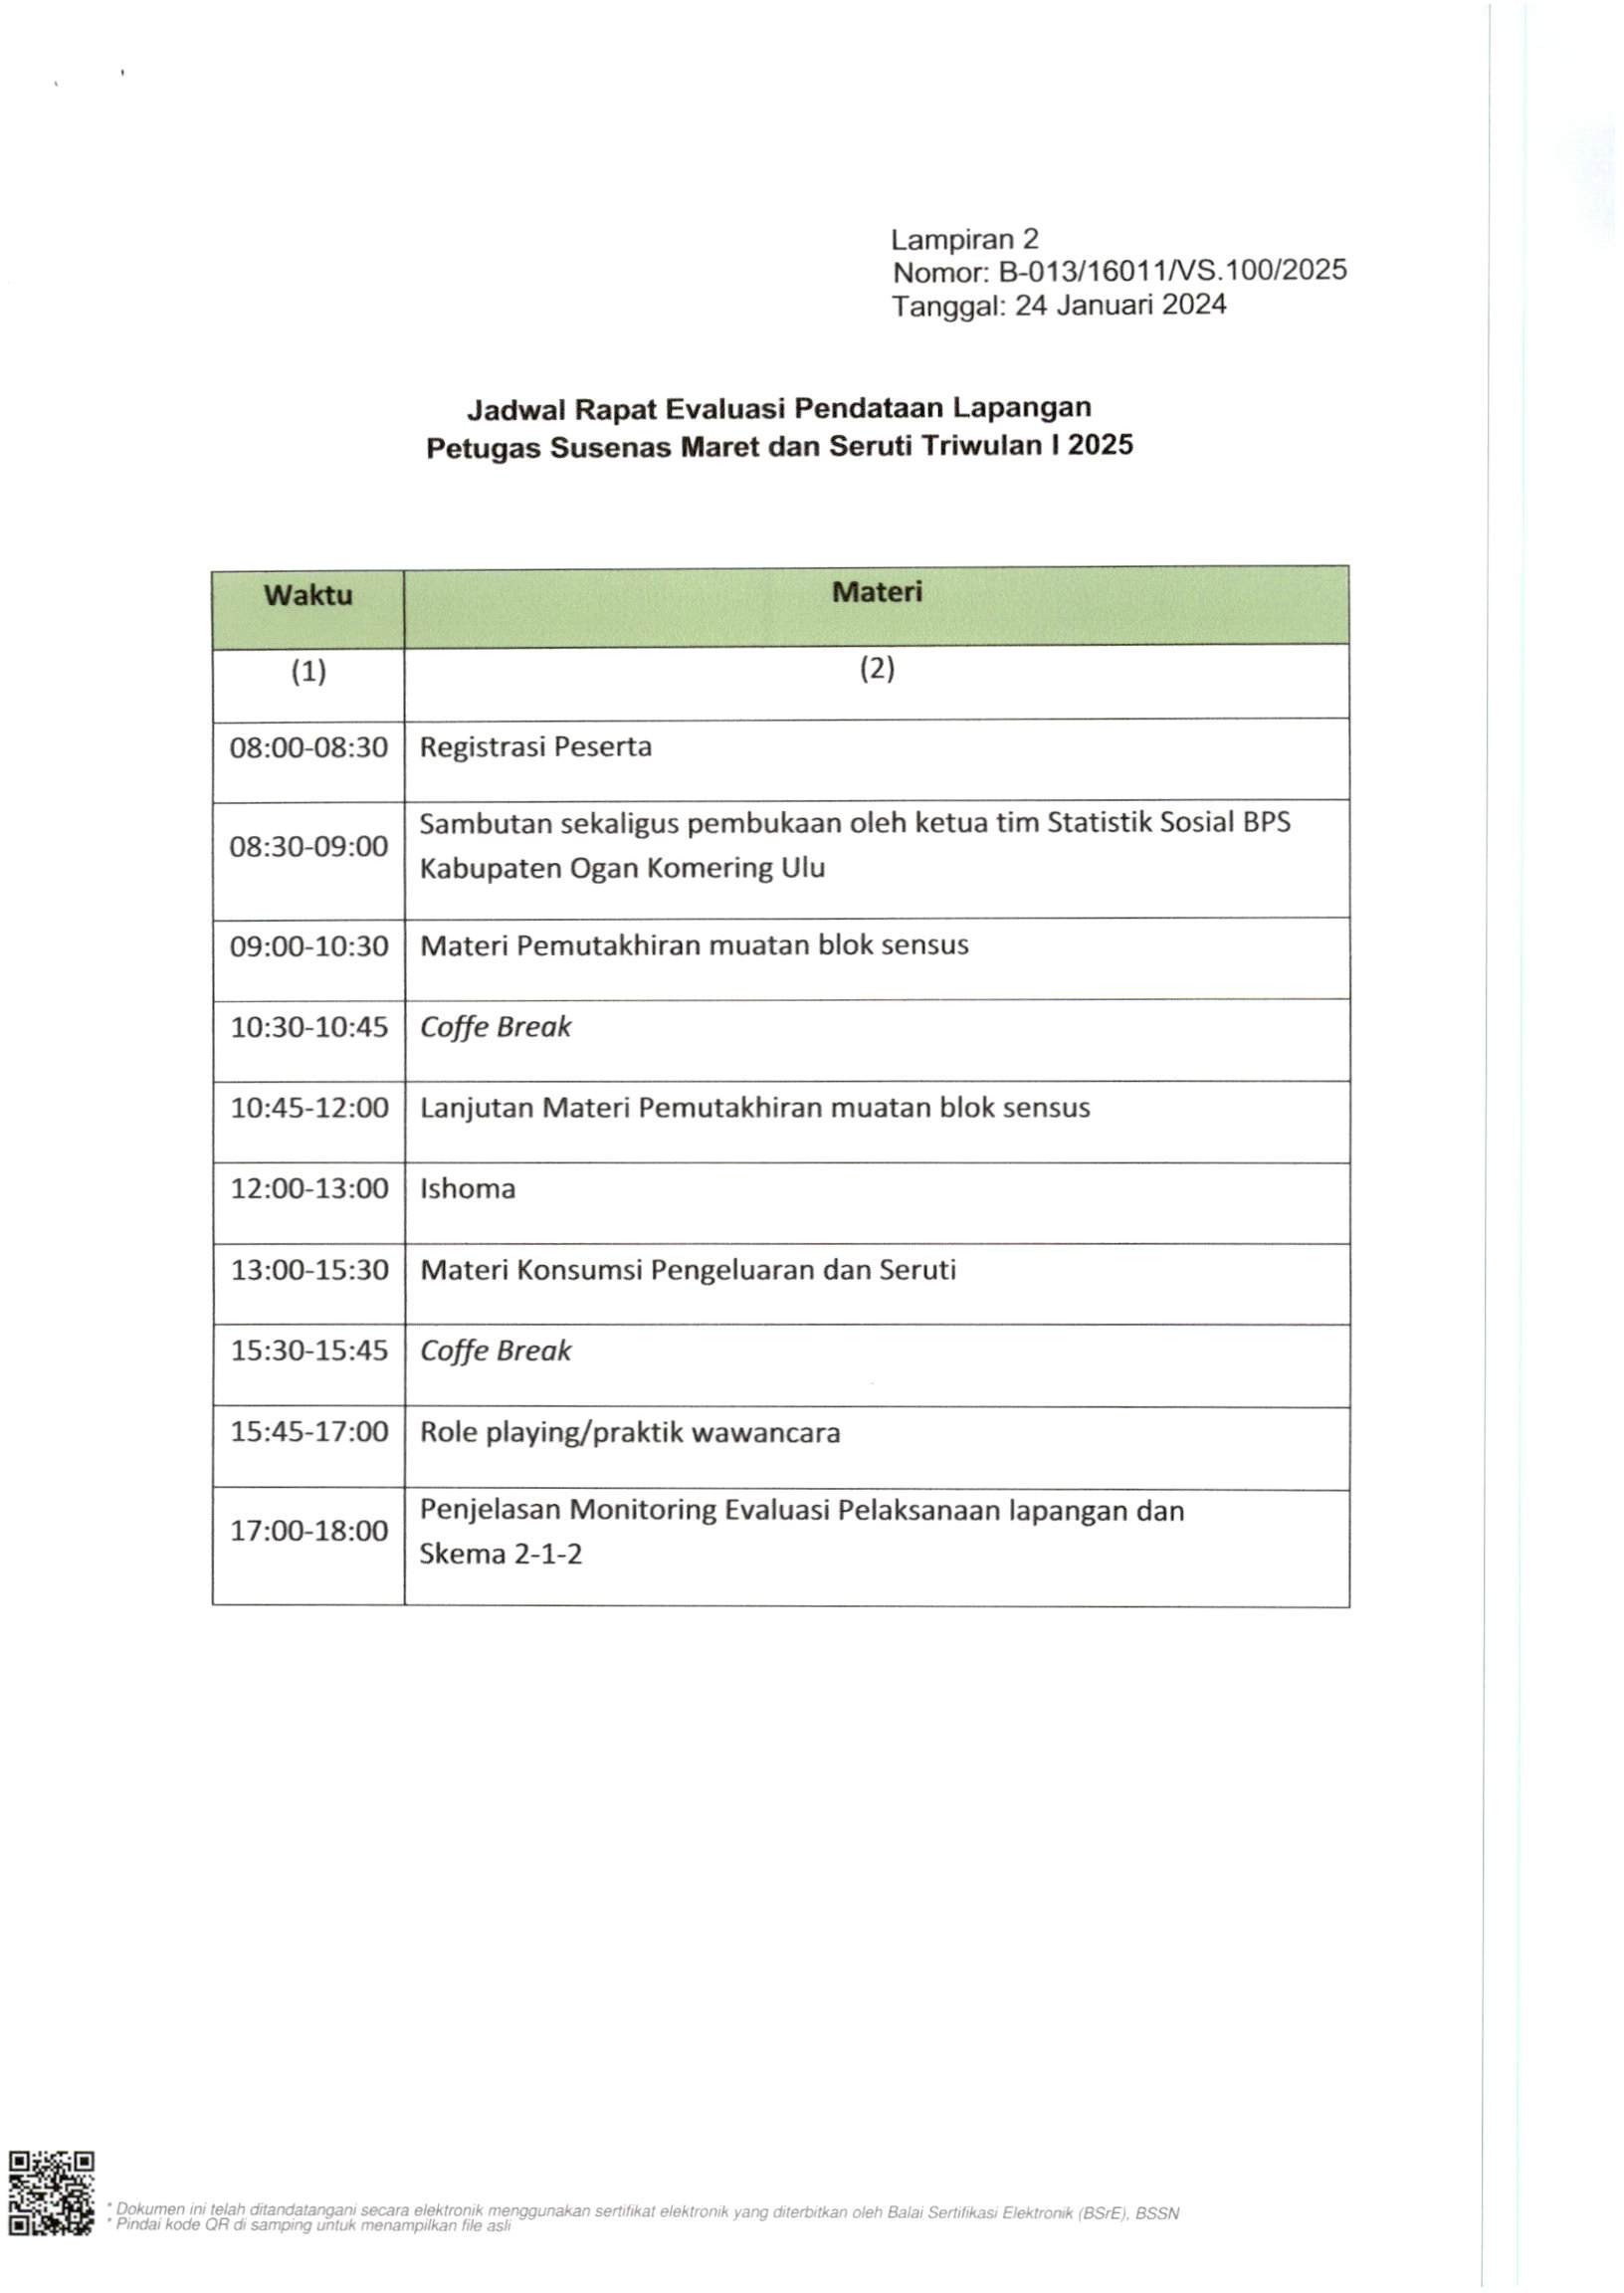 Lampiran 2
Nomor: B-013/16011/VS.100/2025
Tanggal: 24 Januari 2024
Jadwal Rapat Evaluasi Pendataan Lapangan
Petugas Susenas Maret dan Seruti Triwulan I 2025
Waktu Materi
(1) (2)
08:00-08:30 Registrasi Peserta
08:30-09:00 Sambutan sekaligus pembukaan oleh ketua tim Statistik Sosial BPS
Kabupaten Ogan Komering Ulu
09:00-10:30 Materi Pemutakhiran muatan blok sensus
10:30-10:45 Coffe Break
10:45-12:00 Lanjutan Materi Pemutakhiran muatan blok sensus
12:00-13:00 Ishoma
13:00-15:30 Materi Konsumsi Pengeluaran dan Seruti
15:30-15:45 Coffe Break
15:45-17:00 Role playing/praktik wawancara
17:00-18:00 Penjelasan Monitoring Evaluasi Pelaksanaan lapangan dan
Skema 2-1-2
* Dokumen ini telah ditandatangani secara elektronik menggunakan sertifikat elektronik yang diterbitkan oleh Balai Sertifikasi Elektronik (BSrE), BSSN
* Pindai kode QR di samping untuk menampilkan file asli